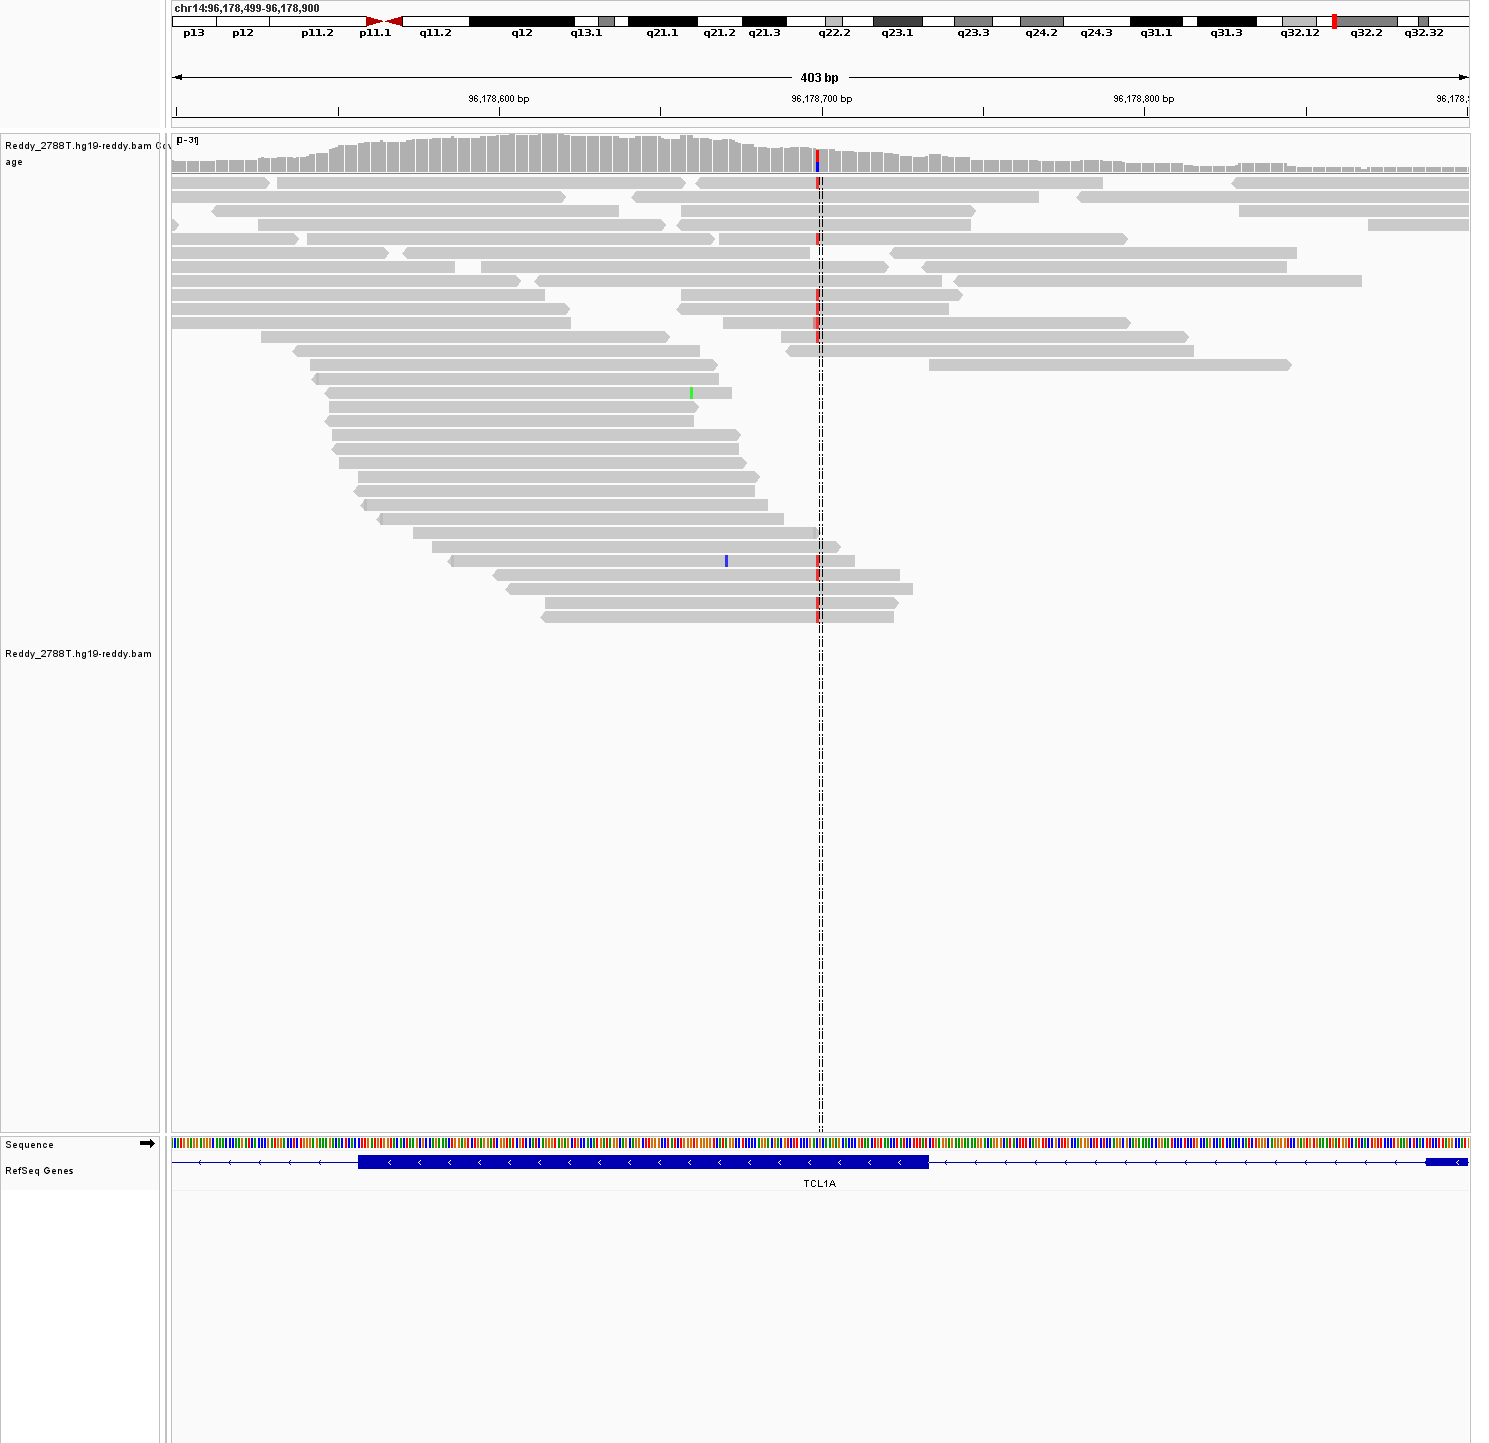 chr14:96,178,499-96,178,900
p13 p12 p11.2 p11.1 q11.2 q12 q13.1 q21.1 q21.2 q21.3 q22.2 q23.1 q23.3 q24.2 q24.3 q31.1 q31.3 q32.12 q32.2 q32.32
403 bp
96,178,600 bp 96,178,700 bp 96,178,800 bp 96,178,
[0-31]
Reddy_2788T.hg19-reddy.bam Cov
age
Reddy_2788T.hg19-reddy.bam
Sequence
RefSeq Genes
TCL1A